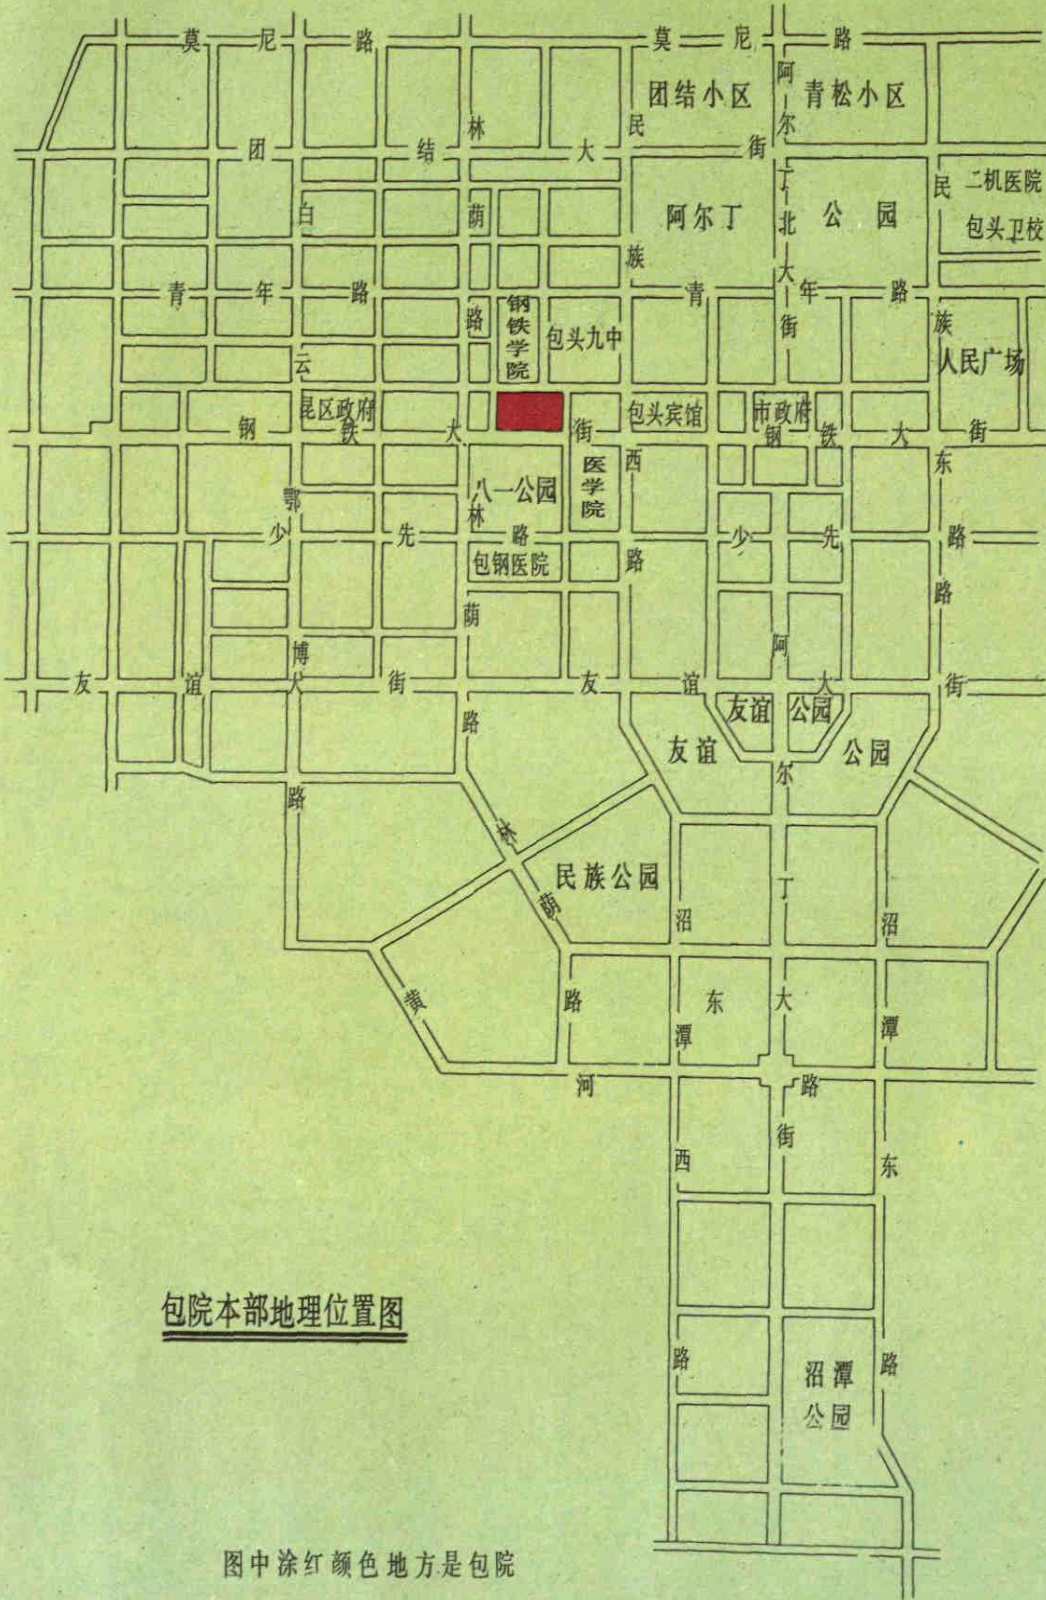 莫尼路
莫尼路
团结小区
青松小区
团结大街
二机医院
包头卫校
阿尔丁
公园
阿尔丁北大街
民族东路
民族西路
白云鄂博路
林荫路
青年路
青年路
钢铁学院
包头九中
人民广场
昆区政府
包头宾馆
市政府
钢铁大街
钢铁大街
八一公园
医学院
少先路
少先路
包钢医院
林荫路
友谊大街
友谊大街
友谊
公园
友谊
公园
阿尔丁大街
林荫路
民族公园
沼潭西路
沼潭东路
东
黄河路
沼潭
公园
包院本部地理位置图
图中涂红颜色地方是包院